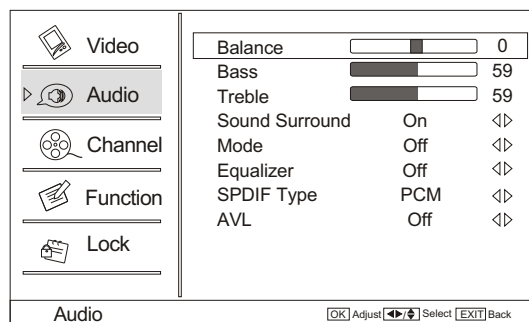 Video
Audio
Channel
Function
Lock
Balance 0
Bass 59
Treble 59
Sound Surround On
Mode Off
Equalizer Off
SPDIF Type PCM
AVL Off
Audio
OK Adjust / Select EXIT Back